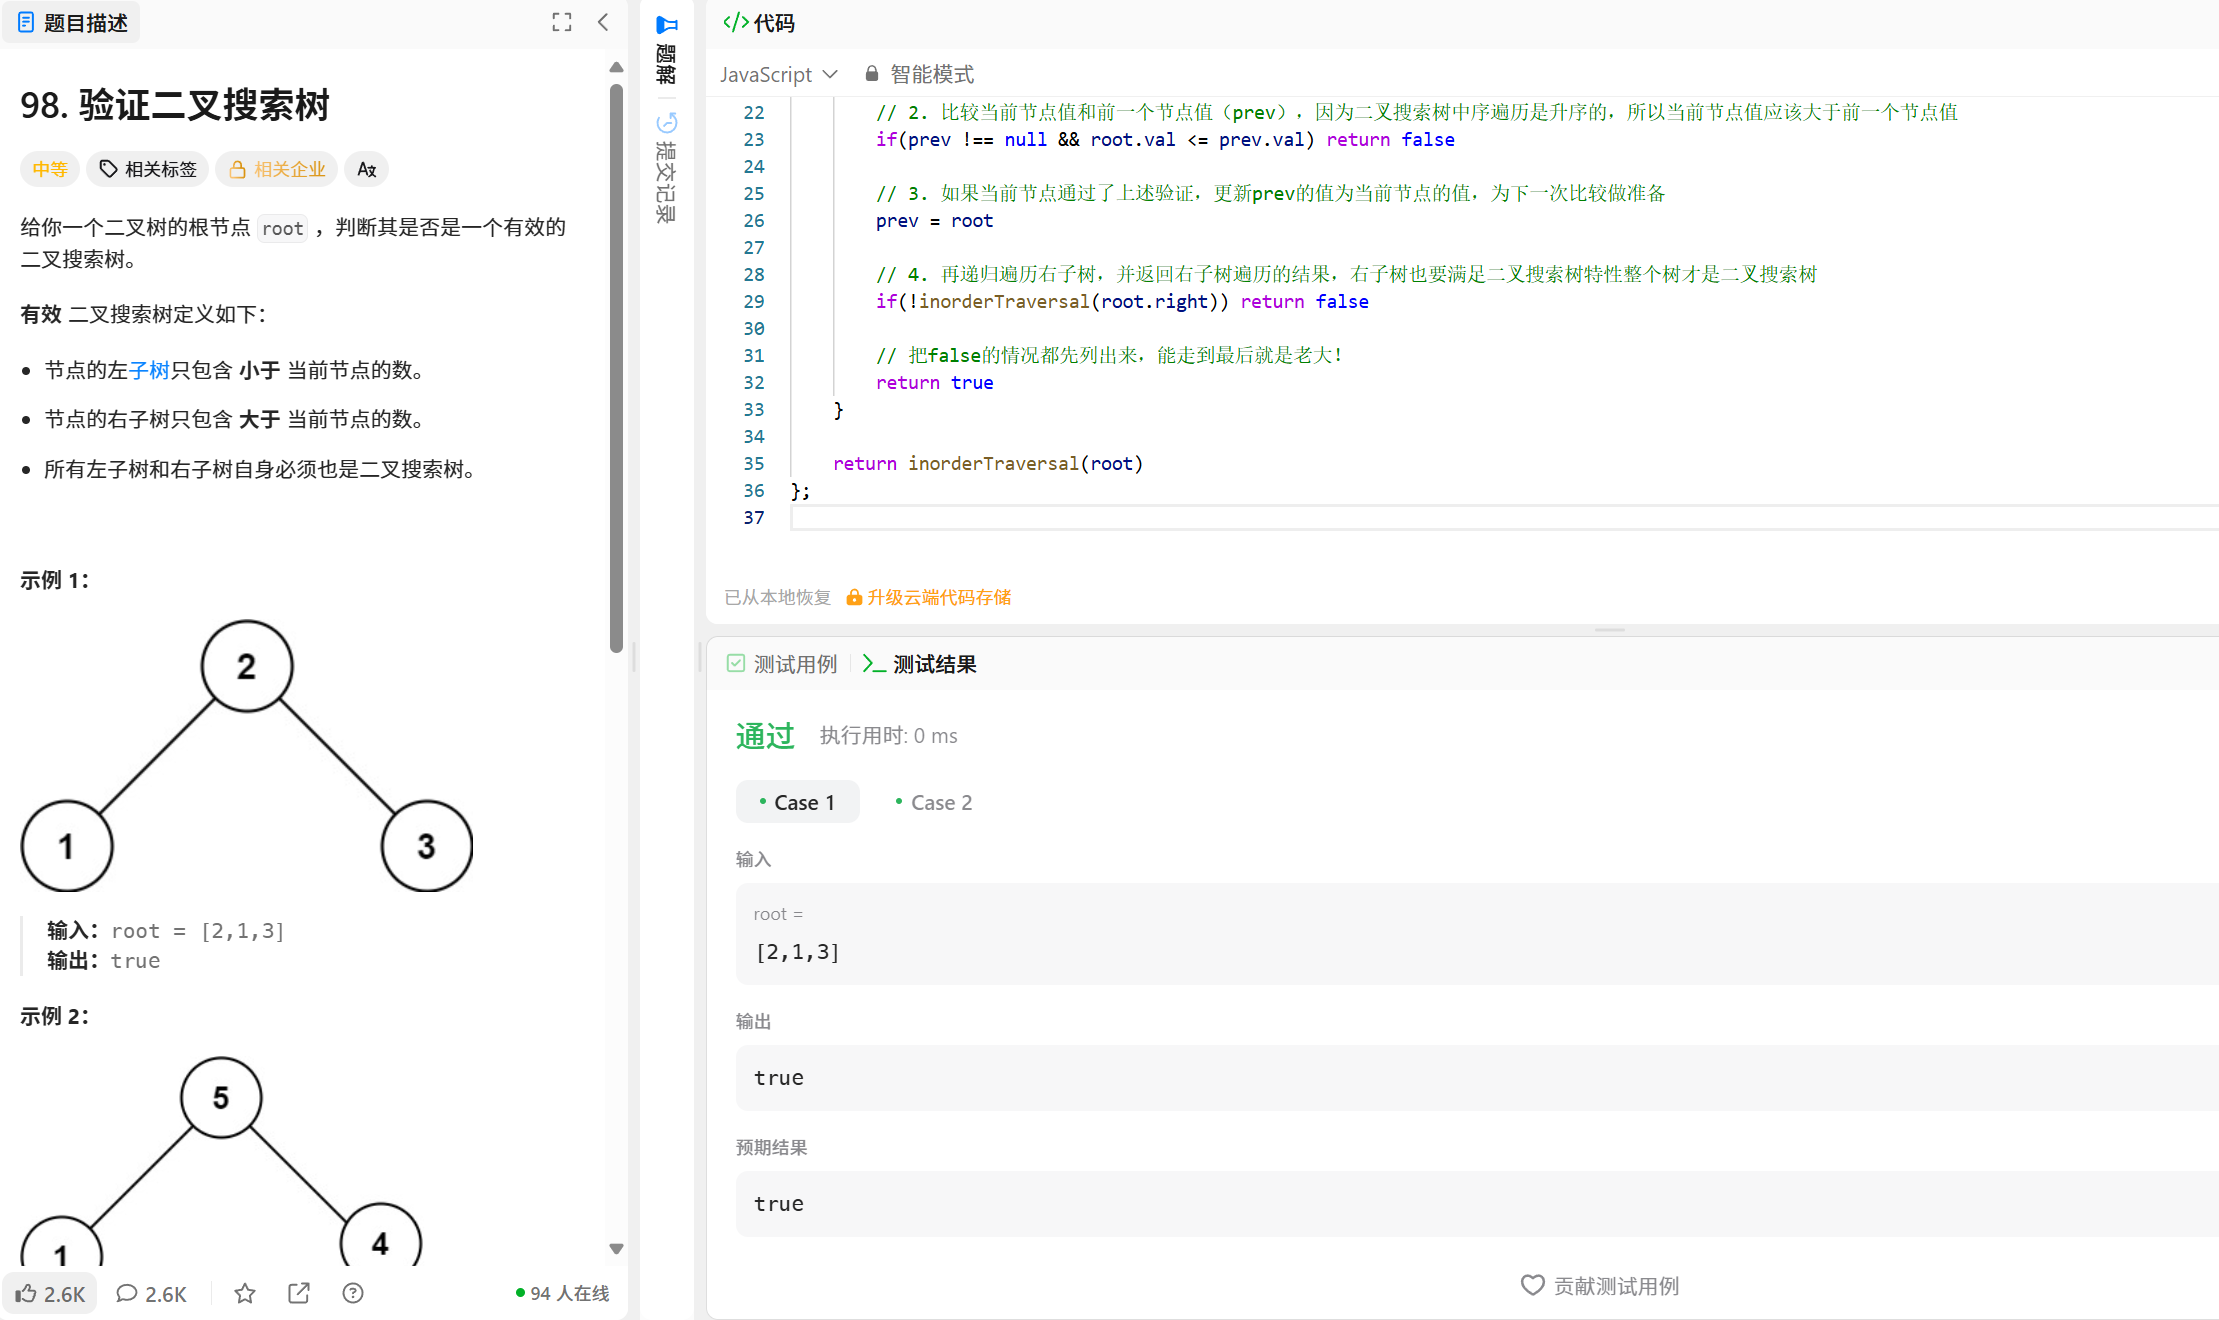 题目描述
98. 验证二叉搜索树
中等 相关标签 相关企业 Aあ
给你一个二叉树的根节点 root ，判断其是否是一个有效的
二叉搜索树。
有效 二叉搜索树定义如下：
节点的左子树只包含 小于 当前节点的数。
节点的右子树只包含 大于 当前节点的数。
所有左子树和右子树自身必须也是二叉搜索树。
示例 1：
2
1 3
输入：root = [2,1,3]
输出：true
示例 2：
5
1 4
2.6K 2.6K 94 人在线
题解
提交记录
</> 代码
JavaScript 智能模式
22 // 2. 比较当前节点值和前一个节点值（prev），因为二叉搜索树中序遍历是升序的，所以当前节点值应该大于前一个节点值
23 if(prev !== null && root.val <= prev.val) return false
24
25 // 3. 如果当前节点通过了上述验证，更新prev的值为当前节点的值，为下一次比较做准备
26 prev = root
27
28 // 4. 再递归遍历右子树，并返回右子树遍历的结果，右子树也要满足二叉搜索树特性整个树才是二叉搜索树
29 if(!inorderTraversal(root.right)) return false
30
31 // 把false的情况都先列出来，能走到最后就是老大！
32 return true
33 }
34
35 return inorderTraversal(root)
36 };
37
已从本地恢复 升级云端代码存储
测试用例 测试结果
通过 执行用时: 0 ms
Case 1 Case 2
输入
root =
[2,1,3]
输出
true
预期结果
true
贡献测试用例